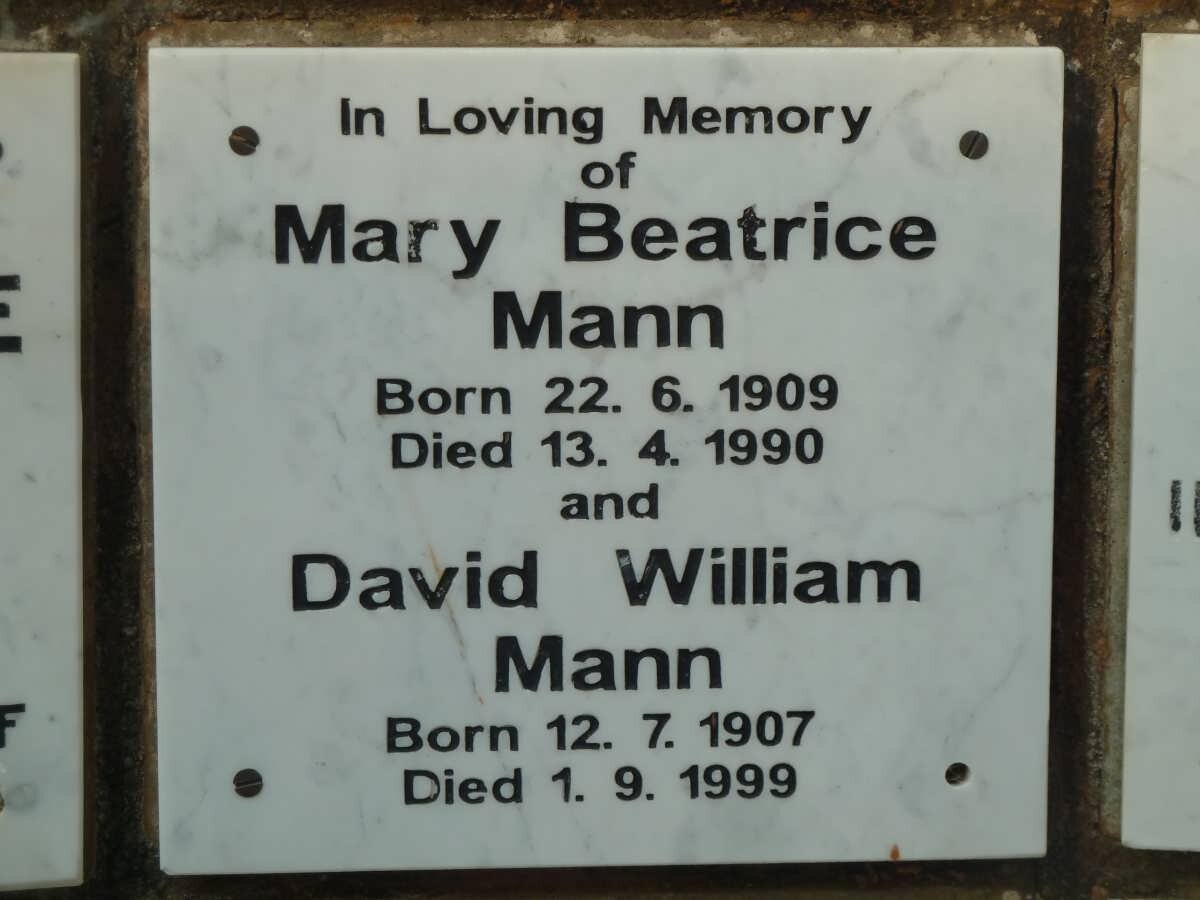 In Loving Memory
of
Mary Beatrice
Mann
Born 22. 6. 1909
Died 13. 4. 1990
and
David William
Mann
Born 12. 7. 1907
Died 1. 9. 1999